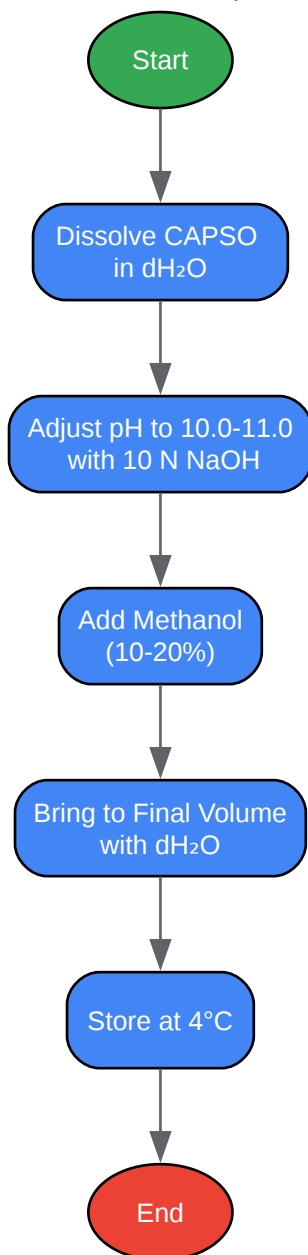 Start
Dissolve CAPSO
in dH₂O
Adjust pH to 10.0-11.0
with 10 N NaOH
Add Methanol
(10-20%)
Bring to Final Volume
with dH₂O
Store at 4°C
End